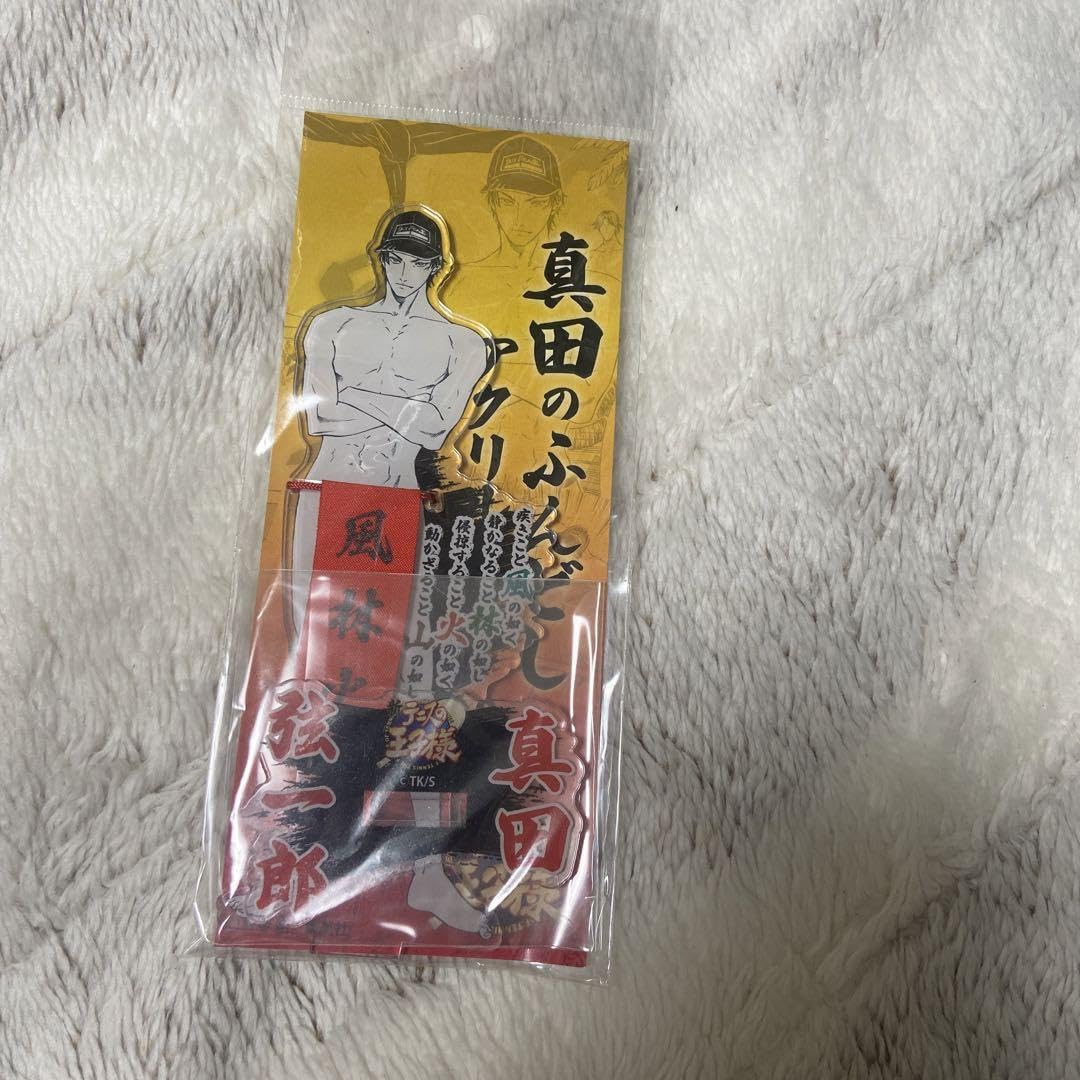 真田のふんどし
アクリ
疾きこと風の如く
静かなること林の如し
侵掠すること火の如く
動かざること山の如し
風林火
テニスの
王子様
© TK/S
真田
弦一郎